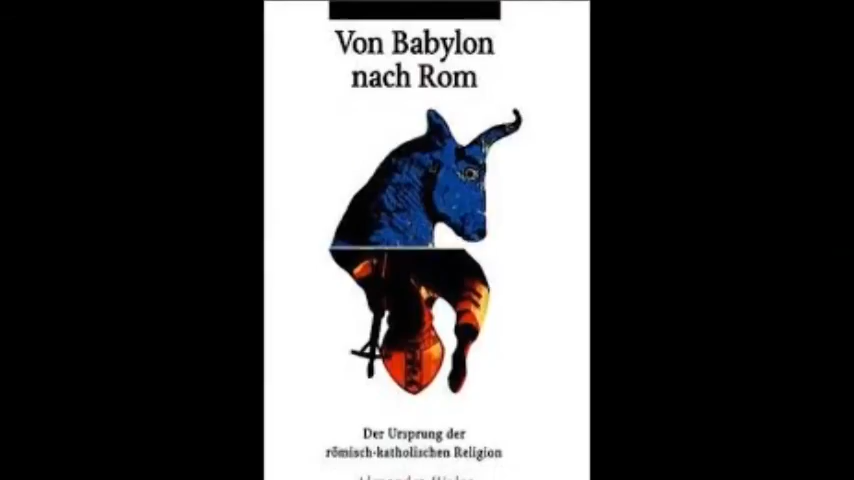 Von Babylon
nach Rom
Der Ursprung der
römisch-katholischen Religion